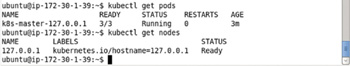 ubuntu@ip-172-30-1-39:~$ kubectl get pods
NAME READY STATUS RESTARTS AGE
k8s-master-127.0.0.1 3/3 Running 0 3m
ubuntu@ip-172-30-1-39:~$ kubectl get nodes
NAME LABELS STATUS
127.0.0.1 kubernetes.io/hostname=127.0.0.1 Ready
ubuntu@ip-172-30-1-39:~$